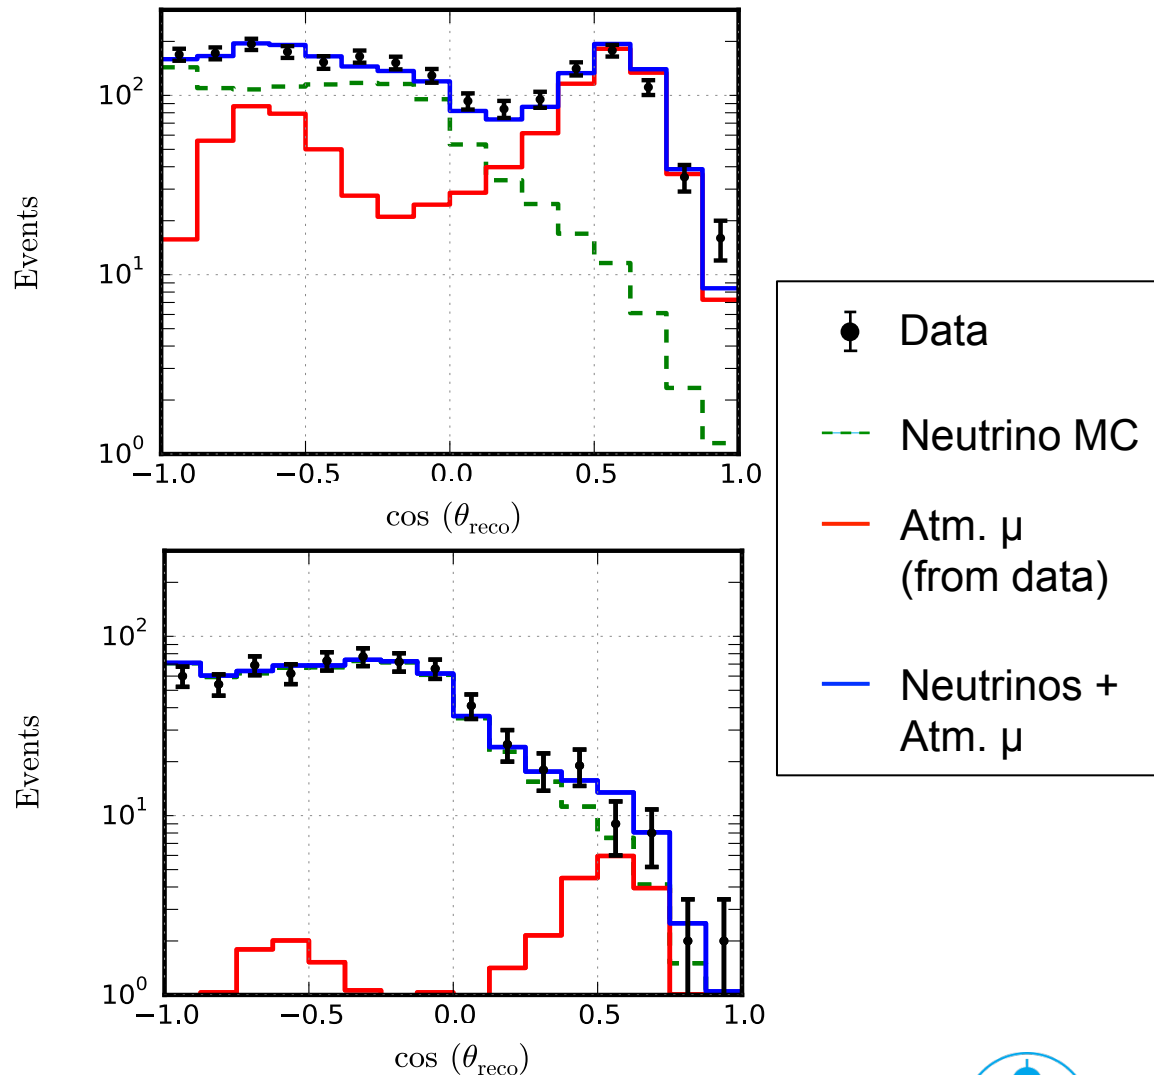 10²
10¹
10⁰
Events
−1.0 −0.5 0.0 0.5 1.0
cos (θ_reco)
Data
Neutrino MC
Atm. μ
(from data)
Neutrinos +
Atm. μ
10²
10¹
10⁰
Events
−1.0 −0.5 0.0 0.5 1.0
cos (θ_reco)